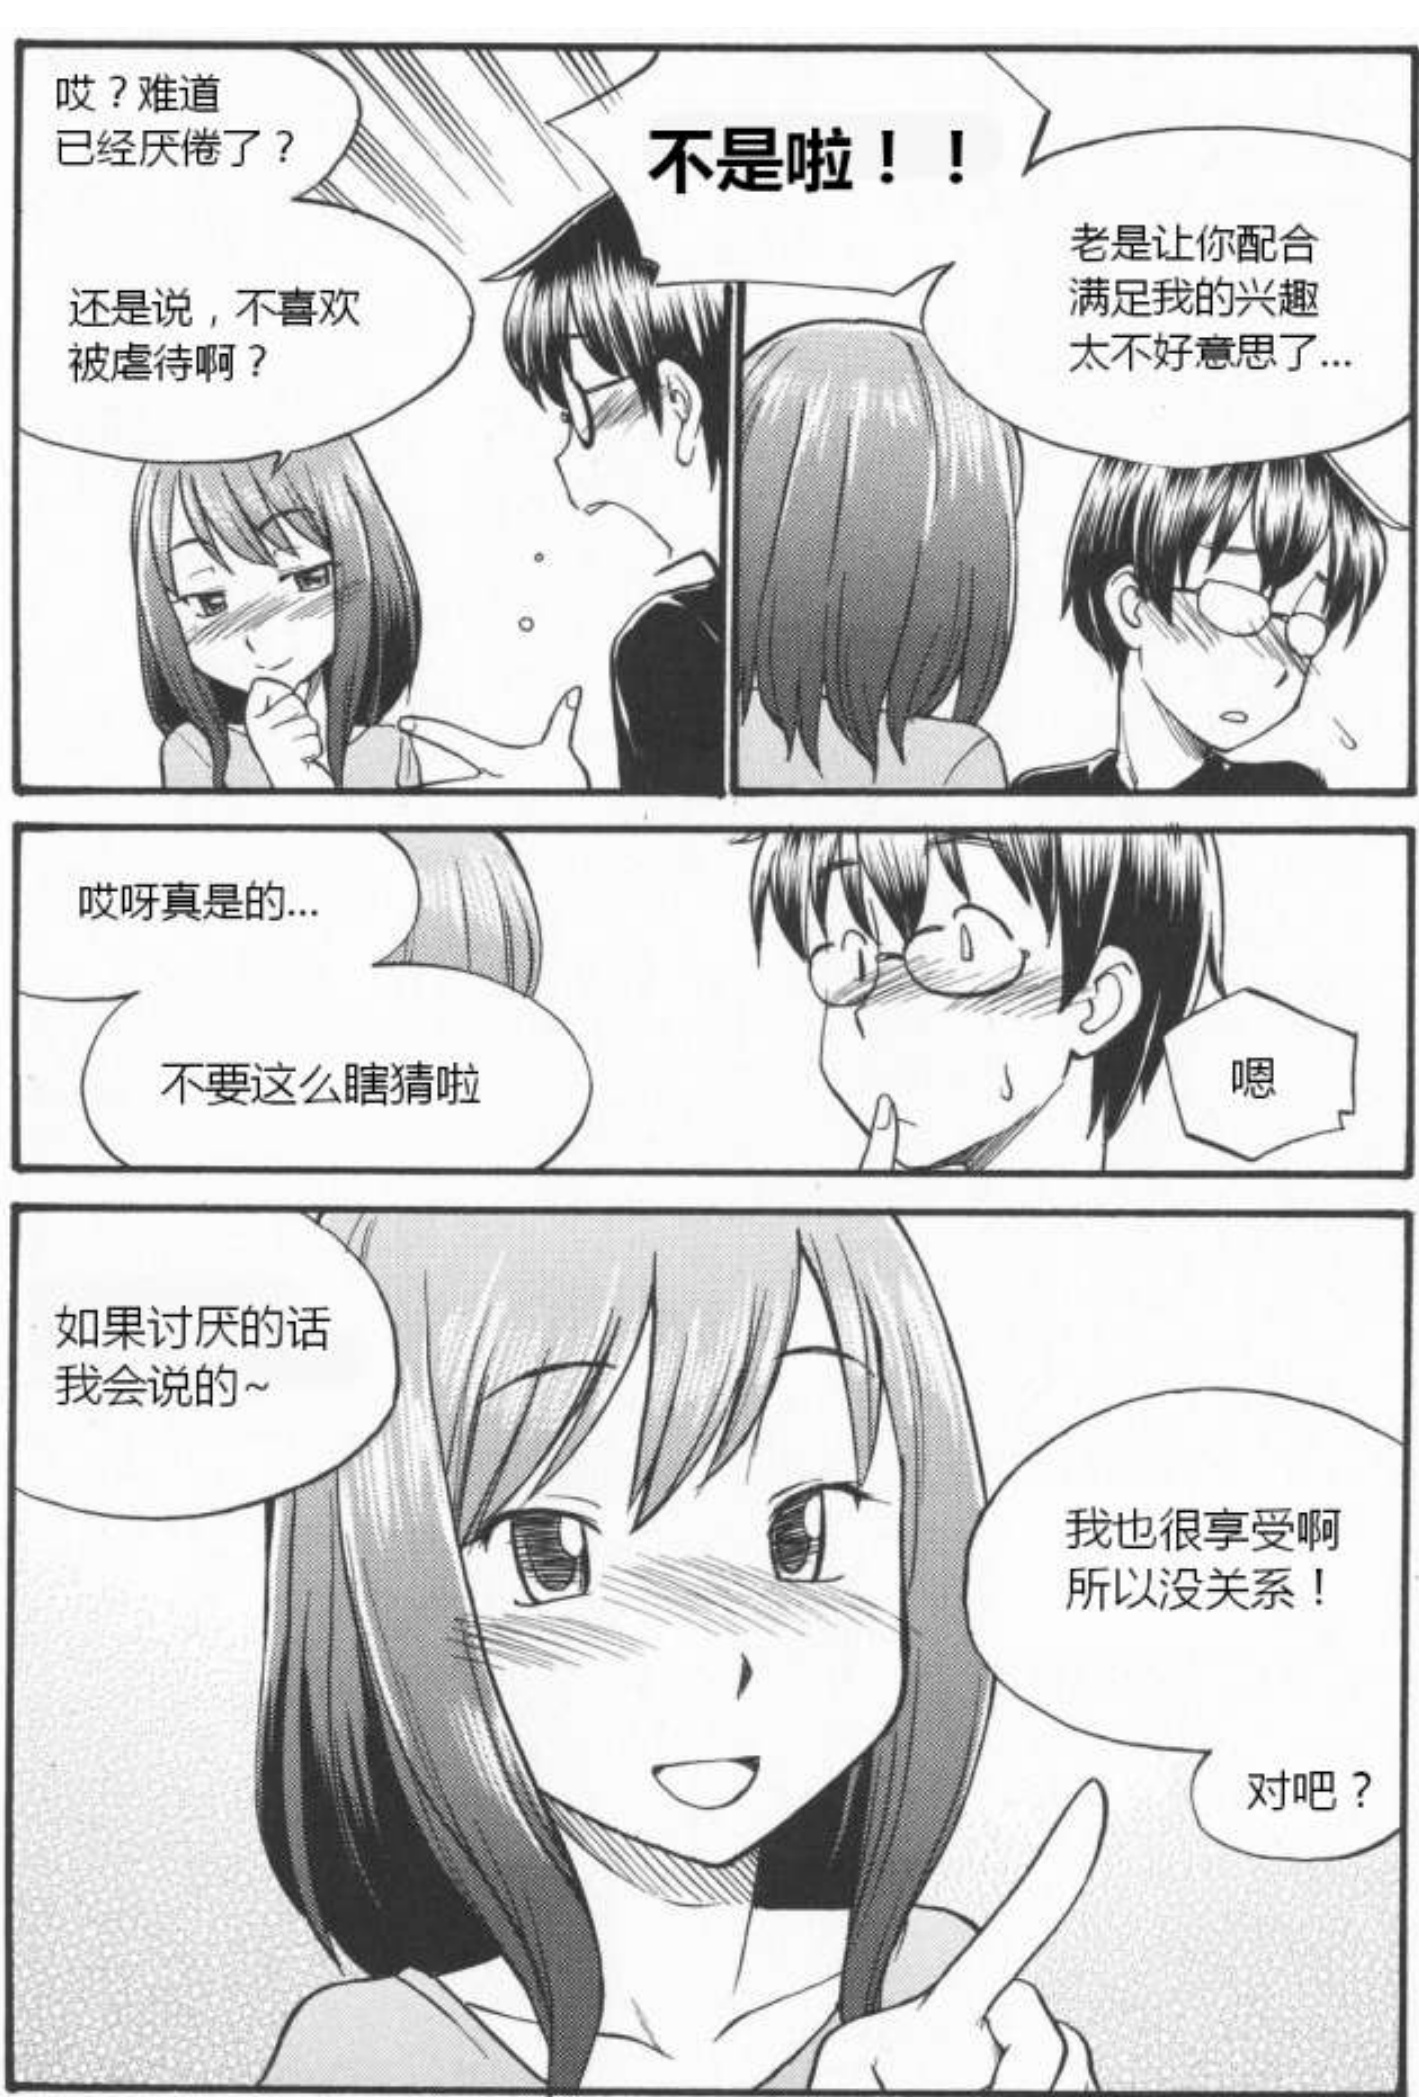 哎？难道
已经厌倦了？
还是说，不喜欢
被虐待啊？
不是啦！！
老是让你配合
满足我的兴趣
太不好意思了...
哎呀真是的...
不要这么瞎猜啦
嗯
如果讨厌的话
我会说的~
我也很享受啊
所以没关系！
对吧？